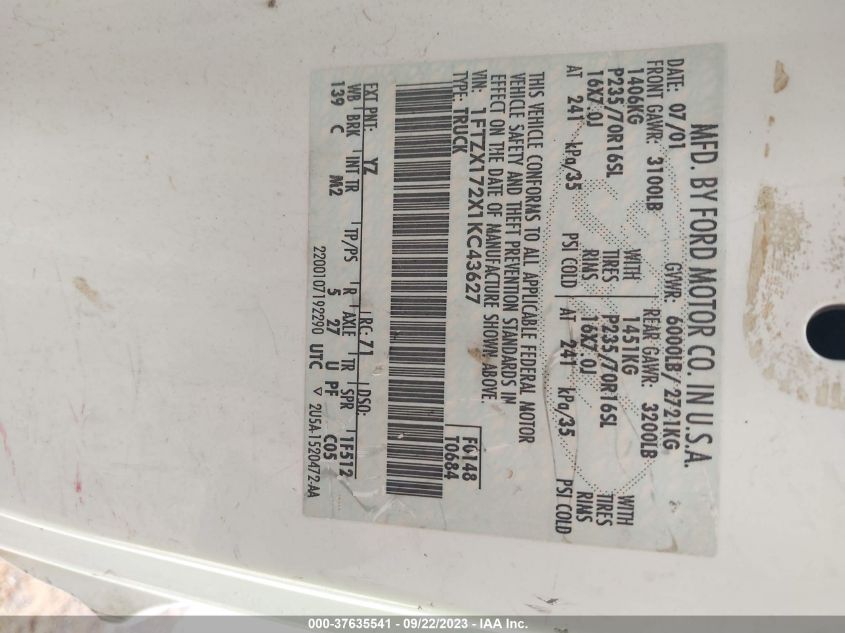 MFD. BY FORD MOTOR CO. IN U.S.A.
DATE: 07/01 GVWR: 6000LB/2721KG
FRONT GAWR: 3100LB REAR GAWR: 3200LB
1406KG WITH 1451KG WITH
P235/70R16SL TIRES P235/70R16SL TIRES
16X7.0J RIMS 16X7.0J RIMS
AT 241 kPa/35 PSI COLD AT 241 kPa/35 PSI COLD
THIS VEHICLE CONFORMS TO ALL APPLICABLE FEDERAL MOTOR
VEHICLE SAFETY AND THEFT PREVENTION STANDARDS IN
EFFECT ON THE DATE OF MANUFACTURE SHOWN ABOVE.
VIN: 1FTZX172X1KC43627
TYPE: TRUCK
F0148
T0684
EXT PNT: YZ RC: 71 DSO:
WB BRK INT TR TP/PS R AXLE TR SPR 1F512
139 C M2 5 27 U PF C05
2200107192290 UTC ▽ 2U5A-1520472-AA
000-37635541 - 09/22/2023 - IAA Inc.